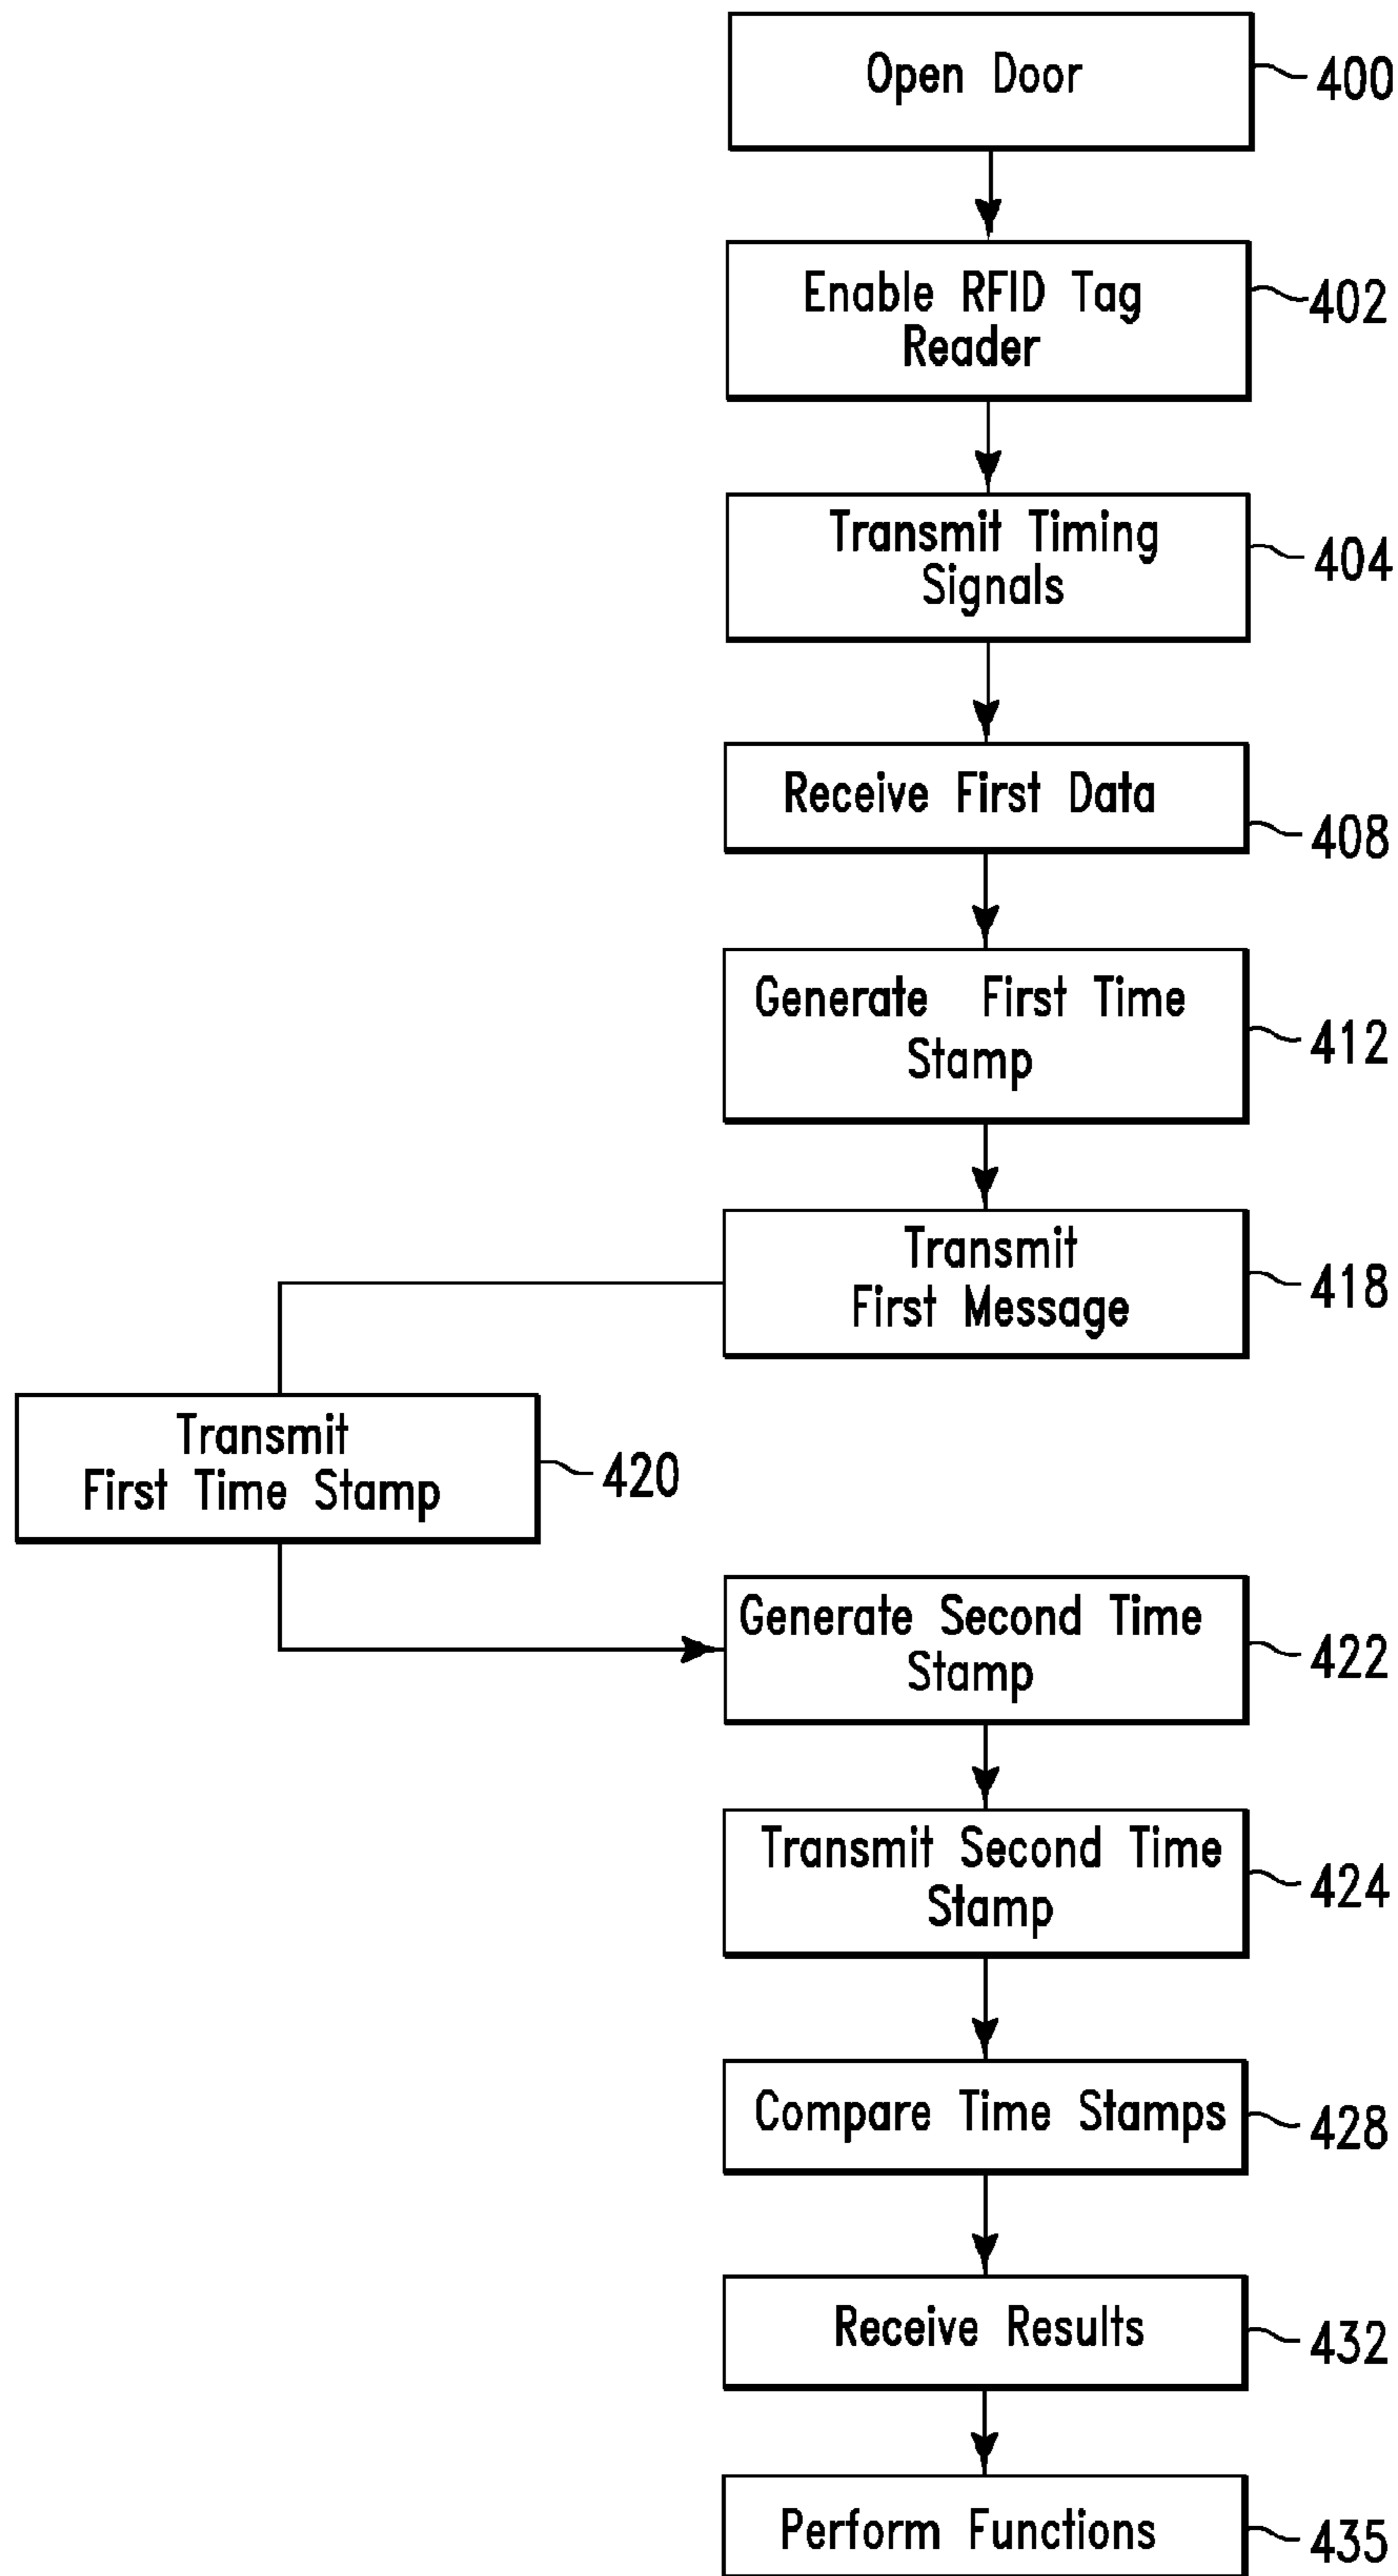 Open Door
400
Enable RFID Tag
Reader
402
Transmit Timing
Signals
404
Receive First Data
408
Generate First Time
Stamp
412
Transmit
First Message
418
Transmit
First Time Stamp
420
Generate Second Time
Stamp
422
Transmit Second Time
Stamp
424
Compare Time Stamps
428
Receive Results
432
Perform Functions
435